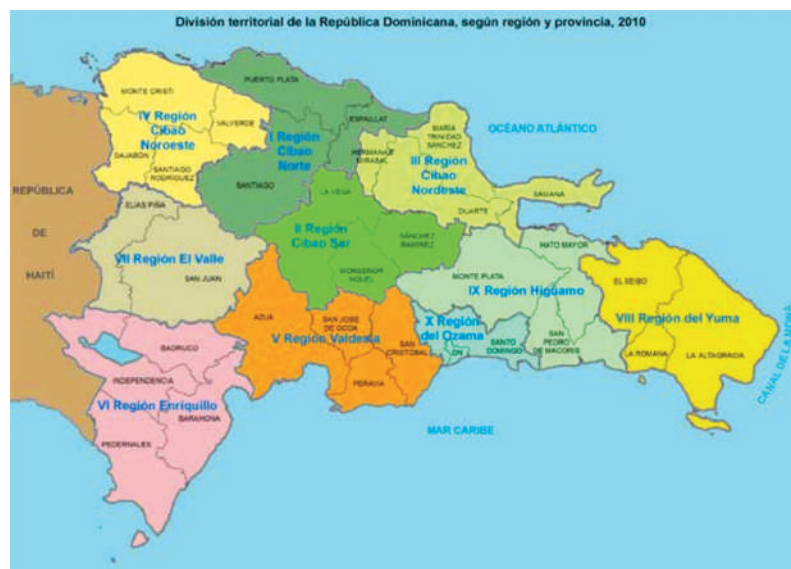 División territorial de la República Dominicana, según región y provincia, 2010
PUERTO PLATA
MONTE CRISTI
IV Región
Cibao
Noroeste
VALVERDE
DAJABÓN
SANTIAGO
RODRÍGUEZ
I Región
Cibao
Norte
ESPAILLAT
SANTIAGO
HERMANAS
MIRABAL
MARÍA
TRINIDAD
SÁNCHEZ
III Región
Cibao
Nordeste
DUARTE
SAMANA
OCÉANO ATLÁNTICO
REPÚBLICA
DE
HAITÍ
ELIAS PIÑA
VII Región El Valle
SAN JUAN
LA VEGA
II Región
Cibao Sur
SÁNCHEZ
RAMÍREZ
MONSEÑOR
NOUEL
HATO MAYOR
MONTE PLATA
IX Región Higuamo
SAN
PEDRO
DE MACORIS
EL SEIBO
VIII Región del Yuma
LA ROMANA
LA ALTAGRACIA
AZUA
SAN JOSE
DE OCOA
V Región Valdesia
SAN
CRISTOBAL
PERAVIA
X Región
del Ozama
DN
SANTO
DOMINGO
BAORUCO
INDEPENDENCIA
VI Región Enriquillo
BARAHONA
PEDERNALES
MAR CARIBE
CANAL DE LA MONA